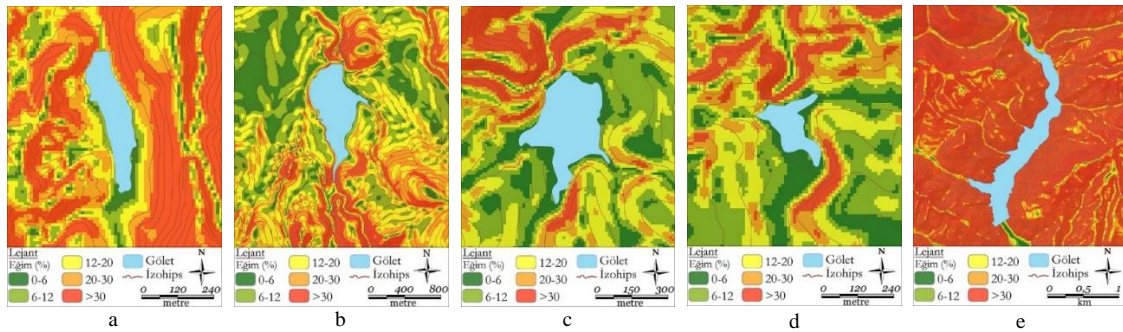 Lejant
Eğim (%)
0-6
6-12
12-20
20-30
>30
Gölet
İzohips
N
0 120 240
metre
Lejant
Eğim (%)
0-6
6-12
12-20
20-30
>30
Gölet
İzohips
N
0 400 800
metre
Lejant
Eğim (%)
0-6
6-12
12-20
20-30
>30
Gölet
İzohips
N
0 150 300
metre
Lejant
Eğim (%)
0-6
6-12
12-20
20-30
>30
Gölet
İzohips
N
0 120 240
metre
Lejant
Eğim (%)
0-6
6-12
12-20
20-30
>30
Gölet
İzohips
N
0 0,5 1
km
a b c d e